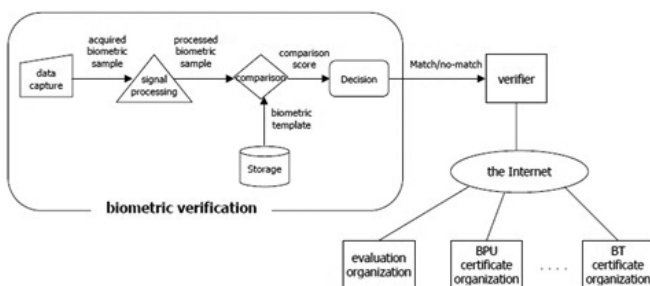 acquired
biometric
sample
processed
biometric
sample
comparison
score
data
capture
signal
processing
comparison
Decision
Match/no-match
verifier
biometric
template
Storage
biometric verification
the Internet
evaluation
organization
BPU
certificate
organization
. . . .
BT
certificate
organization